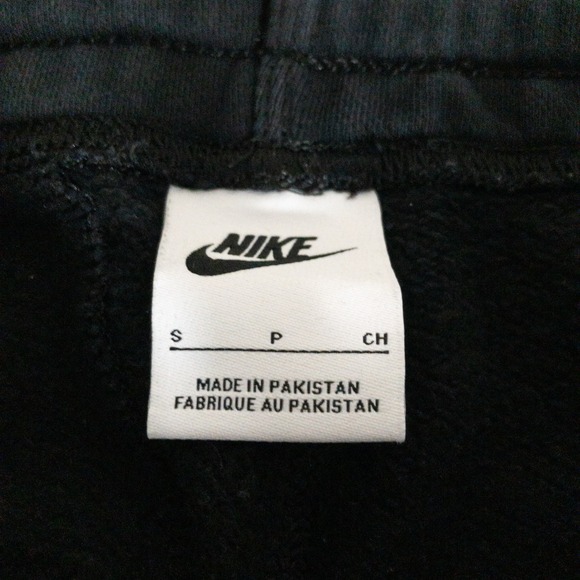 NIKE
S P CH
MADE IN PAKISTAN
FABRIQUE AU PAKISTAN